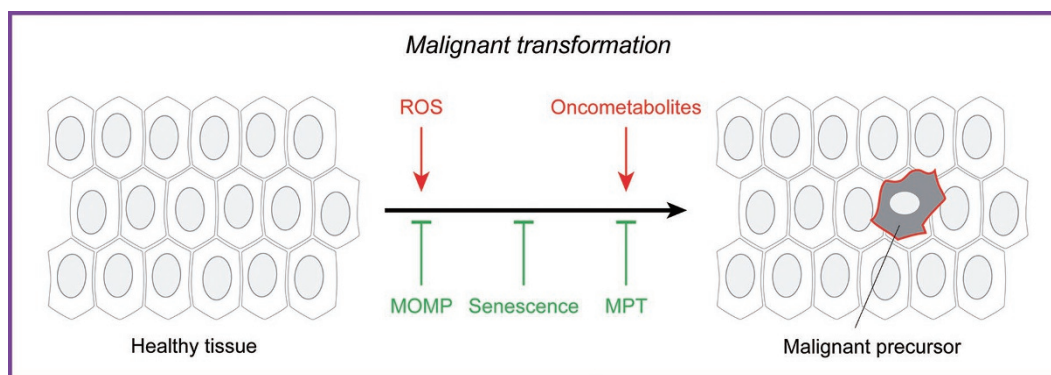 Malignant transformation
ROS
Oncometabolites
MOMP
Senescence
MPT
Healthy tissue
Malignant precursor